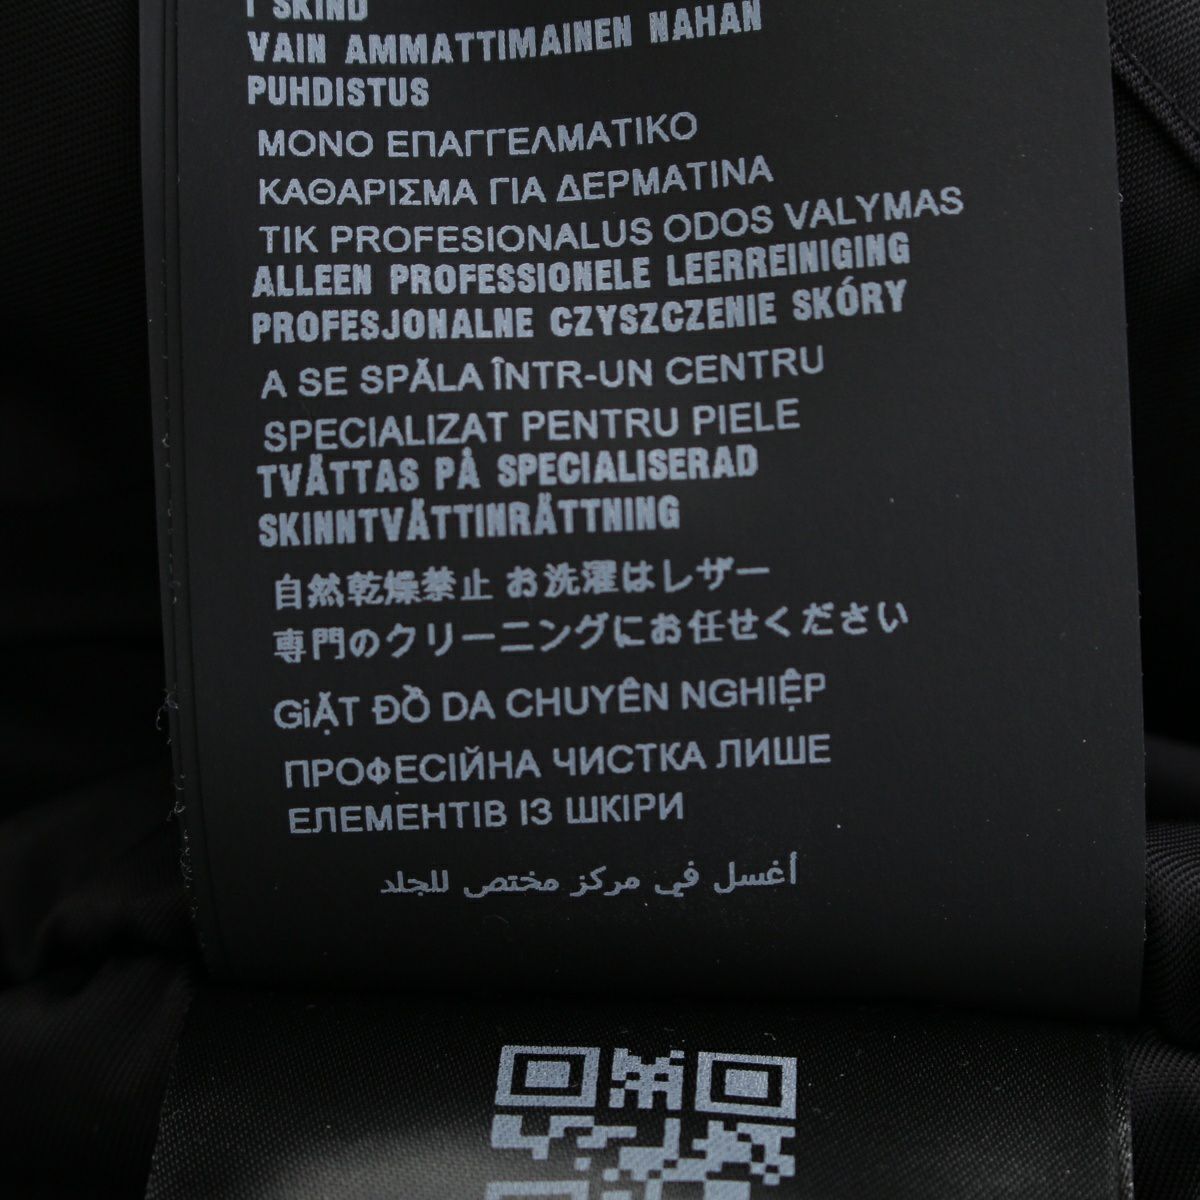 I SKIND
VAIN AMMATTIMAINEN NAHAN
PUHDISTUS
ΜΟΝΟ ΕΠΑΓΓΕΛΜΑΤΙΚΟ
ΚΑΘΑΡΙΣΜΑ ΓΙΑ ΔΕΡΜΑΤΙΝΑ
TIK PROFESIONALUS ODOS VALYMAS
ALLEEN PROFESSIONELE LEERREINIGING
PROFESJONALNE CZYSZCZENIE SKÓRY
A SE SPĂLA ÎNTR-UN CENTRU
SPECIALIZAT PENTRU PIELE
TVÅTTAS PÅ SPECIALISERAD
SKINNTVÅTTINRÅTTNING
自然乾燥禁止 お洗濯はレザー
専門のクリーニングにお任せください
GiẶT ĐỒ DA CHUYÊN NGHIỆP
ПРОФЕСІЙНА ЧИСТКА ЛИШЕ
ЕЛЕМЕНТІВ ІЗ ШКІРИ
أغسل في مركز مختص للجلد